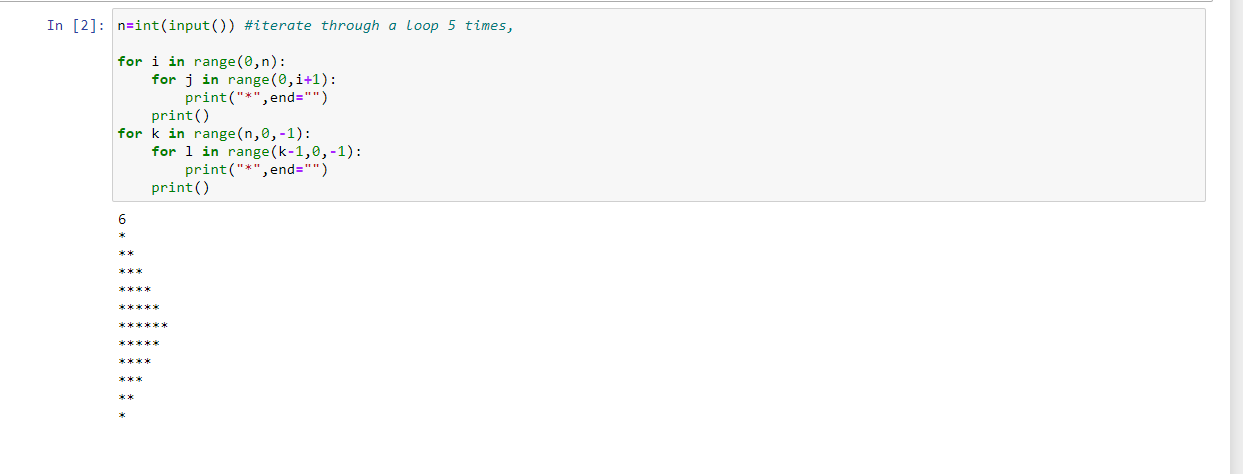 In [2]: n=int(input()) #iterate through a loop 5 times,
for i in range(0,n):
    for j in range(0,i+1):
        print("*",end="")
    print()
for k in range(n,0,-1):
    for l in range(k-1,0,-1):
        print("*",end="")
    print()
6
*
**
***
****
*****
******
*****
****
***
**
*